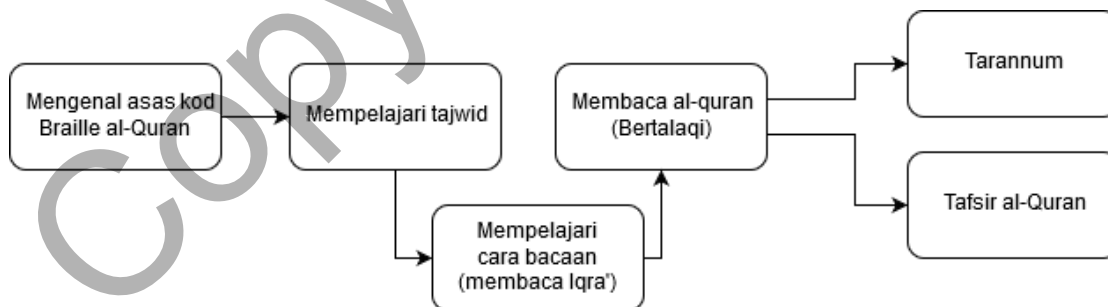 Copy
Mengenal asas kod
Braille al-Quran
Mempelajari tajwid
Mempelajari
cara bacaan
(membaca Iqra')
Membaca al-quran
(Bertalaqi)
Tarannum
Tafsir al-Quran